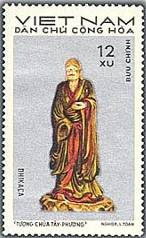 VIETNAM
DÂN CHỦ CỘNG HÒA
12
XU
BƯU CHÍNH
DHIKACA
"TƯỢNG CHÙA TÂY-PHƯƠNG"